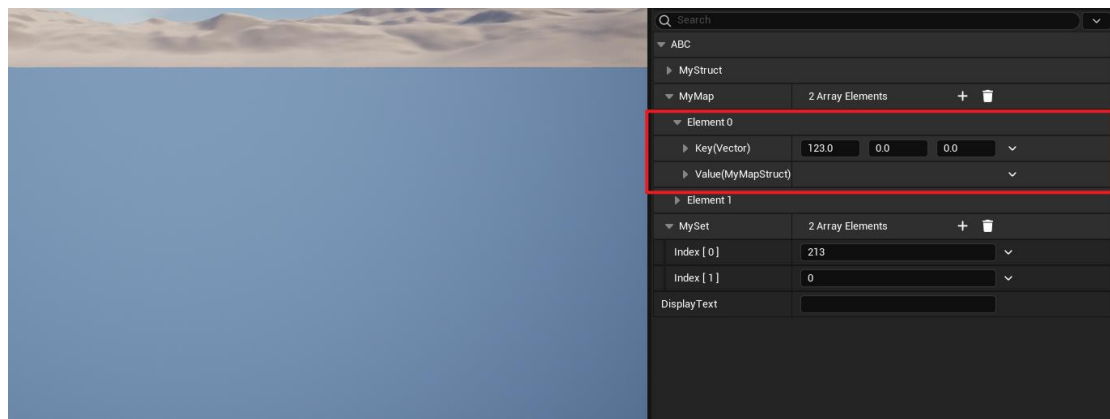 Search
ABC
MyStruct
MyMap 2 Array Elements +
Element 0
Key(Vector) 123.0 0.0 0.0
Value(MyMapStruct)
Element 1
MySet 2 Array Elements +
Index [ 0 ] 213
Index [ 1 ] 0
DisplayText